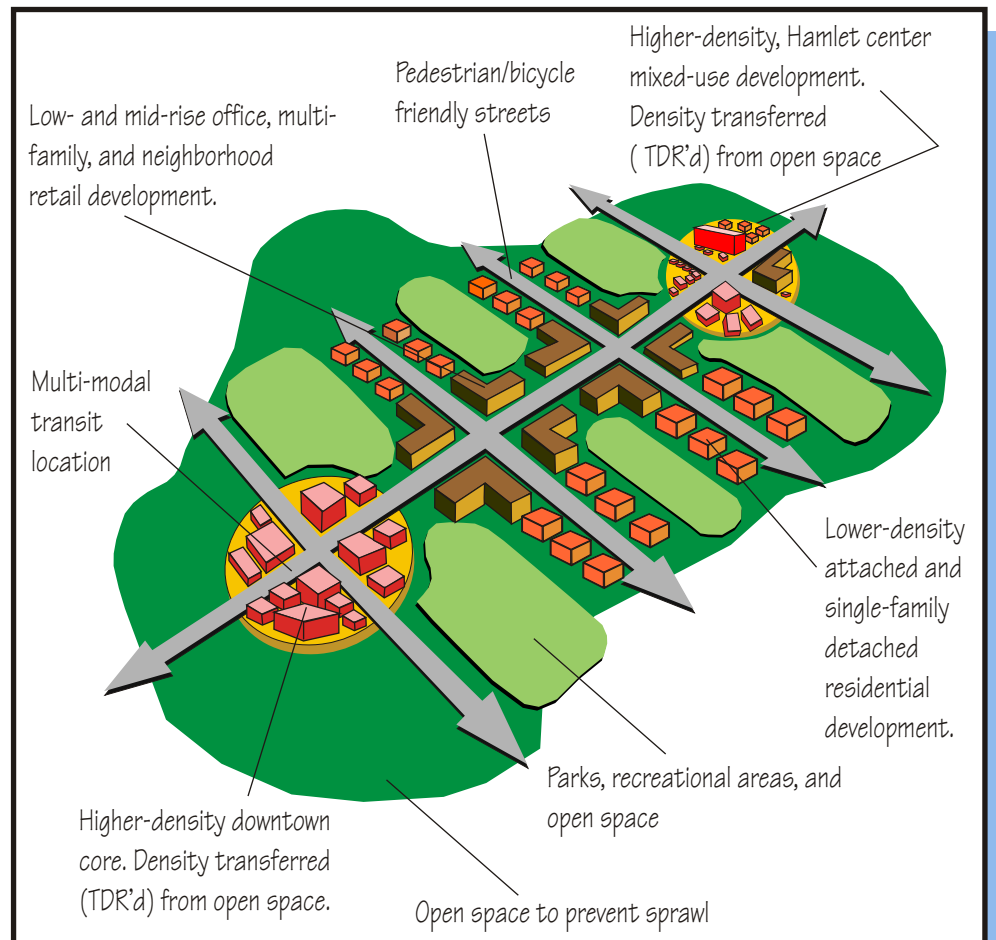 Higher-density, Hamlet center
mixed-use development.
Density transferred
( TDR'd) from open space
Pedestrian/bicycle
friendly streets
Low- and mid-rise office, multi-
family, and neighborhood
retail development.
Multi-modal
transit
location
Lower-density
attached and
single-family
detached
residential
development.
Parks, recreational areas, and
open space
Higher-density downtown
core. Density transferred
(TDR'd) from open space.
Open space to prevent sprawl